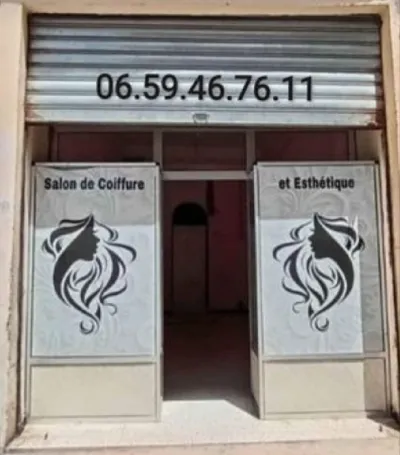 06.59.46.76.11
Salon de Coiffure
et Esthétique